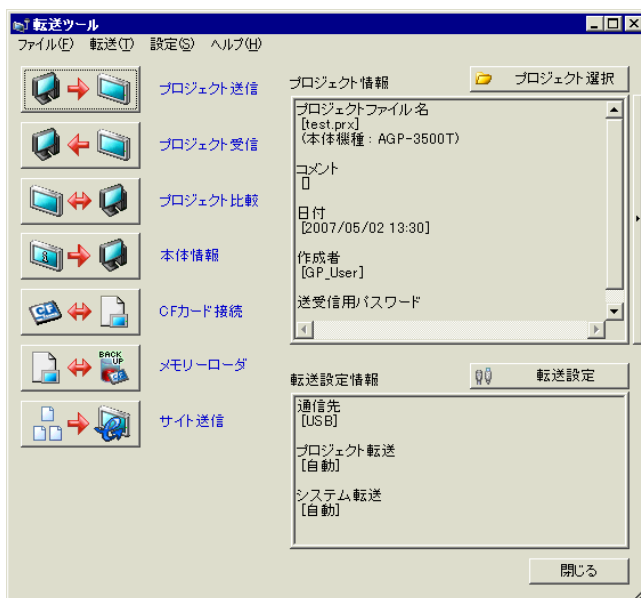 転送ツール
ファイル(F) 転送(T) 設定(S) ヘルプ(H)
プロジェクト送信
プロジェクト受信
プロジェクト比較
本体情報
CFカード接続
メモリーローダ
BACK UP
サイト送信
プロジェクト情報
プロジェクト選択
プロジェクトファイル名
[test.prx]
(本体機種:AGP-3500T)
コメント
[]
日付
[2007/05/02 13:30]
作成者
[GP_User]
送受信用パスワード
転送設定情報
転送設定
通信先
[USB]
プロジェクト転送
[自動]
システム転送
[自動]
閉じる